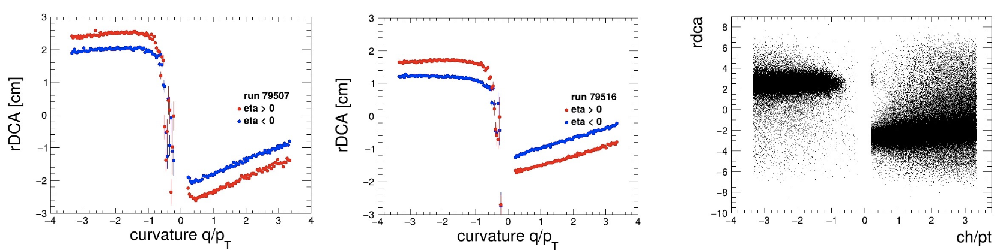 3
2
1
0
−1
−2
−3
rDCA [cm]
run 79507
eta > 0
eta < 0
−4 −3 −2 −1 0 1 2 3 4
curvature q/pT
3
2
1
0
−1
−2
−3
rDCA [cm]
run 79516
eta > 0
eta < 0
−4 −3 −2 −1 0 1 2 3 4
curvature q/pT
rdca
8
6
4
2
0
−2
−4
−6
−8
−10
−4 −3 −2 −1 0 1 2 3
ch/pt